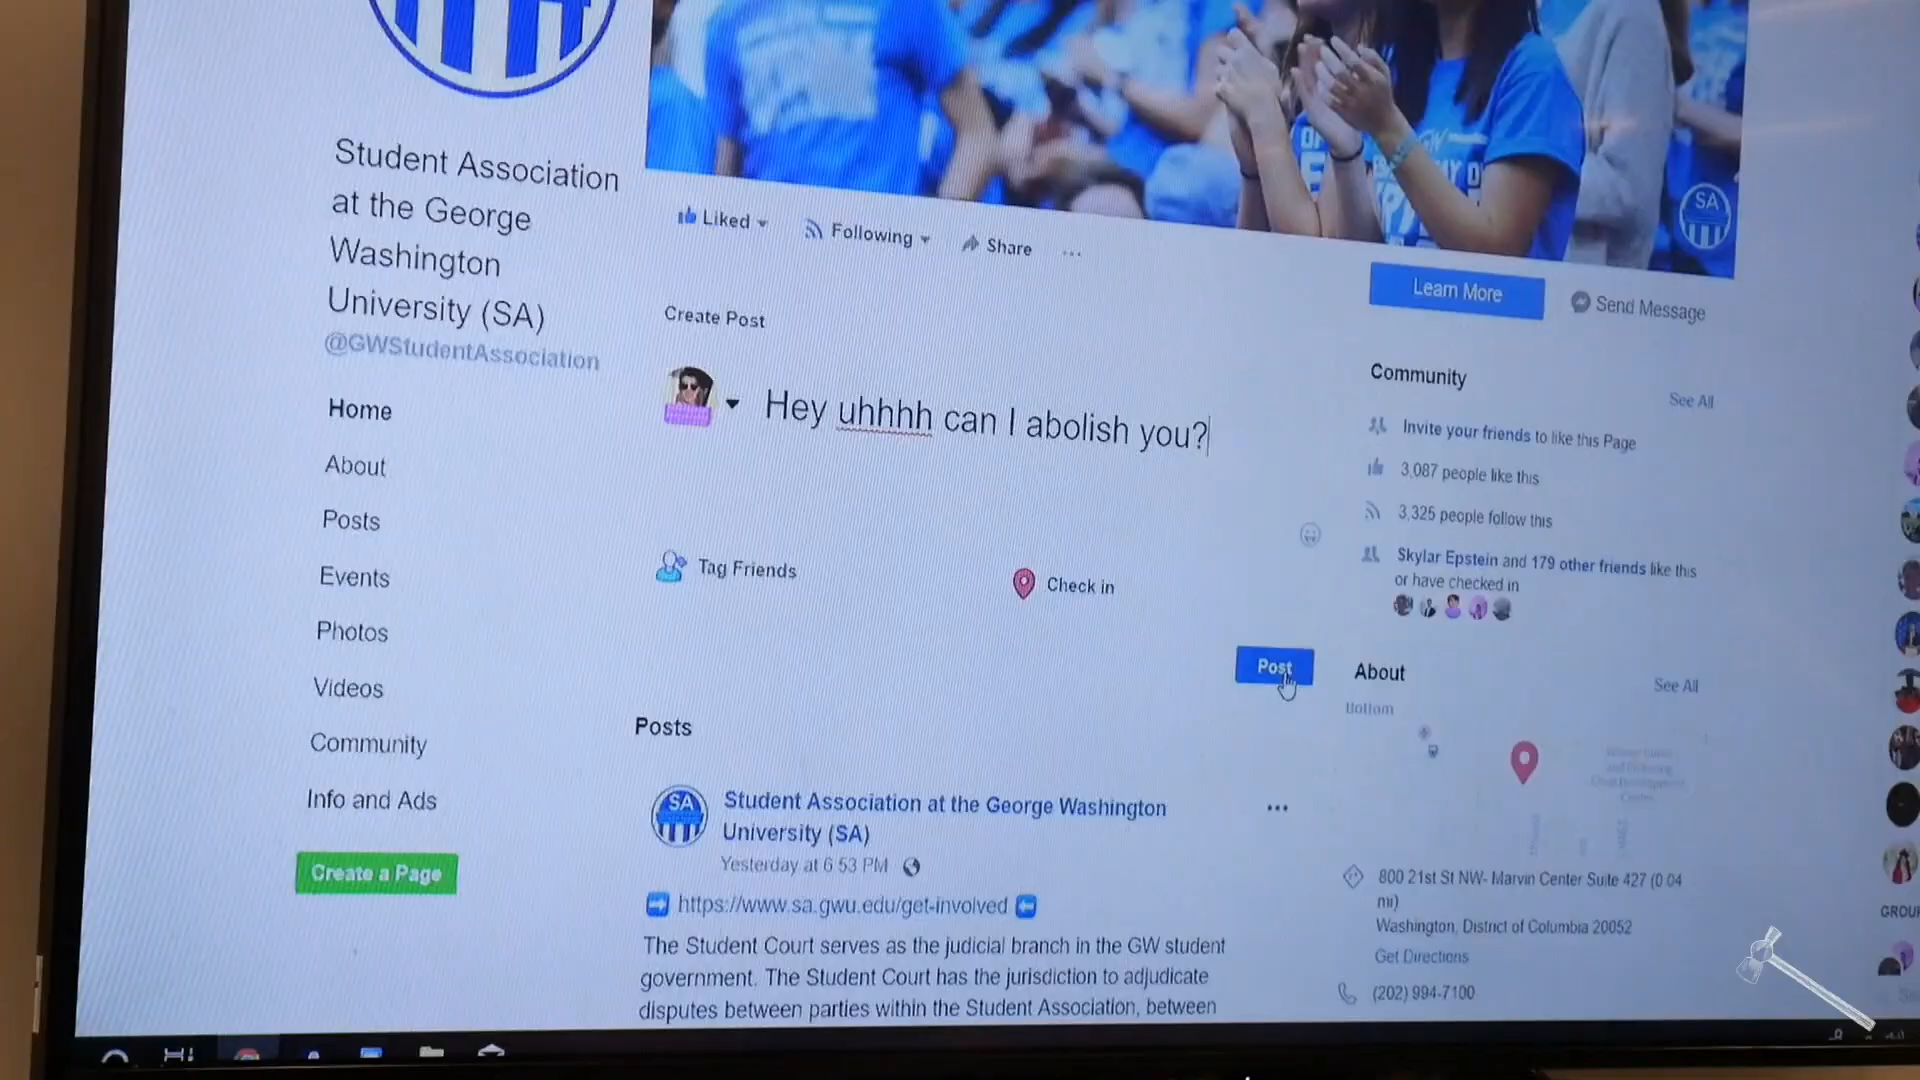 Student Association
at the George
Washington
University (SA)
@GWStudentAssociation
Home
About
Posts
Events
Photos
Videos
Community
Info and Ads
Create a Page
SA
Liked
Following
Share
...
Learn More
Send Message
Create Post
Hey uhhhh can I abolish you?
Tag Friends
Check in
Post
Posts
SA
Student Association at the George Washington
University (SA)
Yesterday at 6:53 PM
https://www.sa.gwu.edu/get-involved
The Student Court serves as the judicial branch in the GW student
government. The Student Court has the jurisdiction to adjudicate
disputes between parties within the Student Association, between
Community
See All
Invite your friends to like this Page
3,087 people like this
3,325 people follow this
Skylar Epstein and 179 other friends like this
or have checked in
About
See All
Bottom
800 21st St NW- Marvin Center Suite 427 (0.04
mi)
Washington, District of Columbia 20052
Get Directions
(202) 994-7100